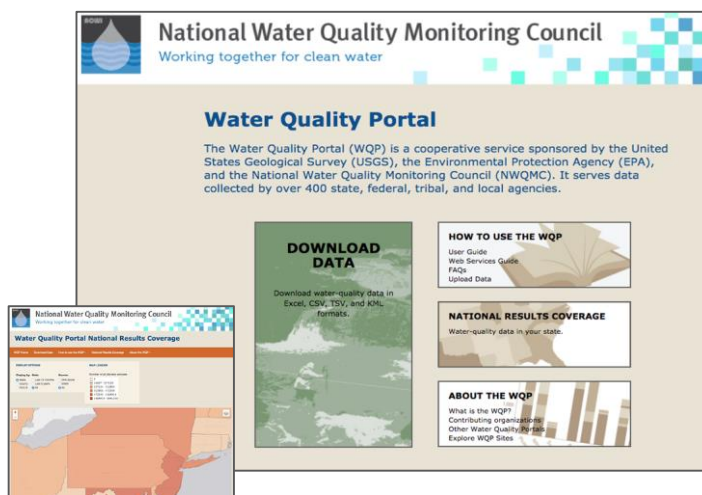 National Water Quality Monitoring Council
Working together for clean water
Water Quality Portal
The Water Quality Portal (WQP) is a cooperative service sponsored by the United
States Geological Survey (USGS), the Environmental Protection Agency (EPA),
and the National Water Quality Monitoring Council (NWQMC). It serves data
collected by over 400 state, federal, tribal, and local agencies.
DOWNLOAD
DATA
Download water-quality data in
Excel, CSV, TSV, and KML
formats.
HOW TO USE THE WQP
User Guide
Web Services Guide
FAQs
Upload Data
NATIONAL RESULTS COVERAGE
Water-quality data in your state.
ABOUT THE WQP
What is the WQP?
Contributing organizations
Other Water Quality Portals
Explore WQP Sites
National Water Quality Monitoring Council
Working together for clean water
Water Quality Portal National Results Coverage